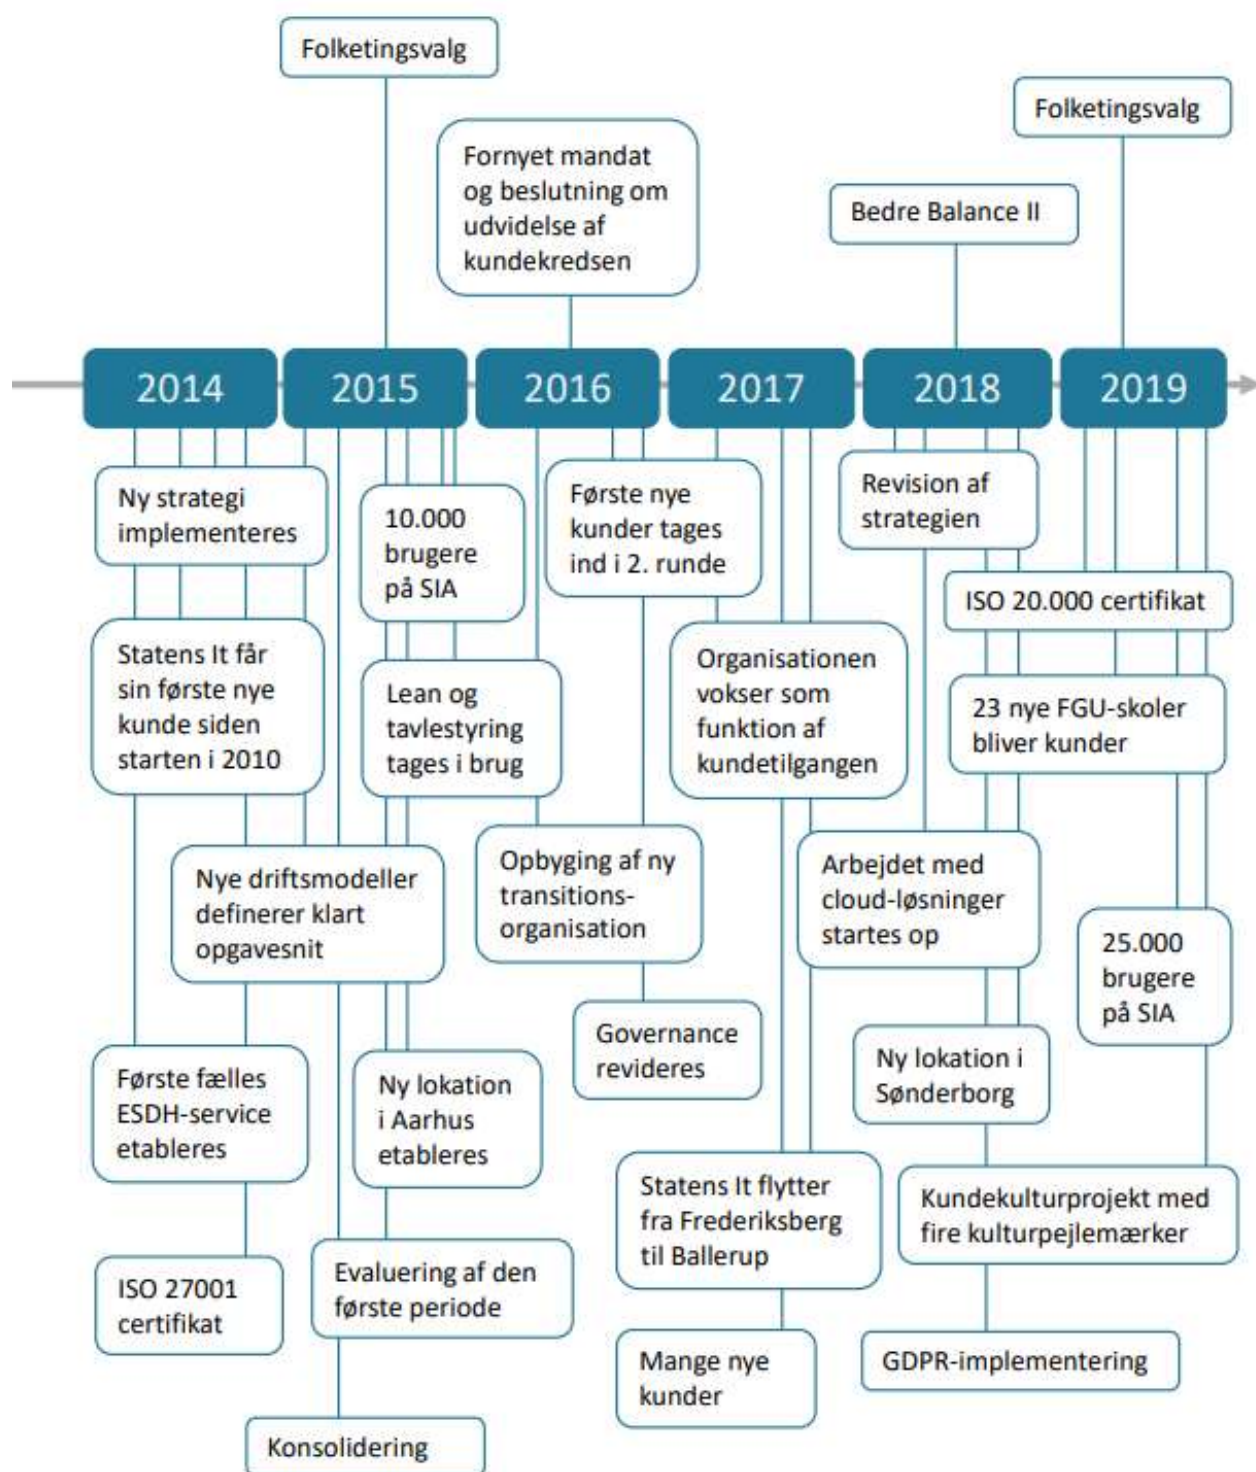 Folketingsvalg
Folketingsvalg
Fornyet mandat
og beslutning om
udvidelse af
kundekredsen
Bedre Balance II
2014
2015
2016
2017
2018
2019
Ny strategi
implementeres
10.000
brugere
på SIA
Første nye
kunder tages
ind i 2. runde
Revision af
strategien
ISO 20.000 certifikat
Statens It får
sin første nye
kunde siden
starten i 2010
Lean og
tavlestyring
tages i brug
Organisationen
vokser som
funktion af
kundetilgangen
23 nye FGU-skoler
bliver kunder
Nye driftsmodeller
definerer klart
opgavesnit
Opbyging af ny
transitions-
organisation
Arbejdet med
cloud-løsninger
startes op
25.000
brugere
på SIA
Governance
revideres
Første fælles
ESDH-service
etableres
Ny lokation
i Aarhus
etableres
Ny lokation i
Sønderborg
Statens It flytter
fra Frederiksberg
til Ballerup
Kundekulturprojekt med
fire kulturpejlemærker
ISO 27001
certifikat
Evaluering af den
første periode
Mange nye
kunder
GDPR-implementering
Konsolidering